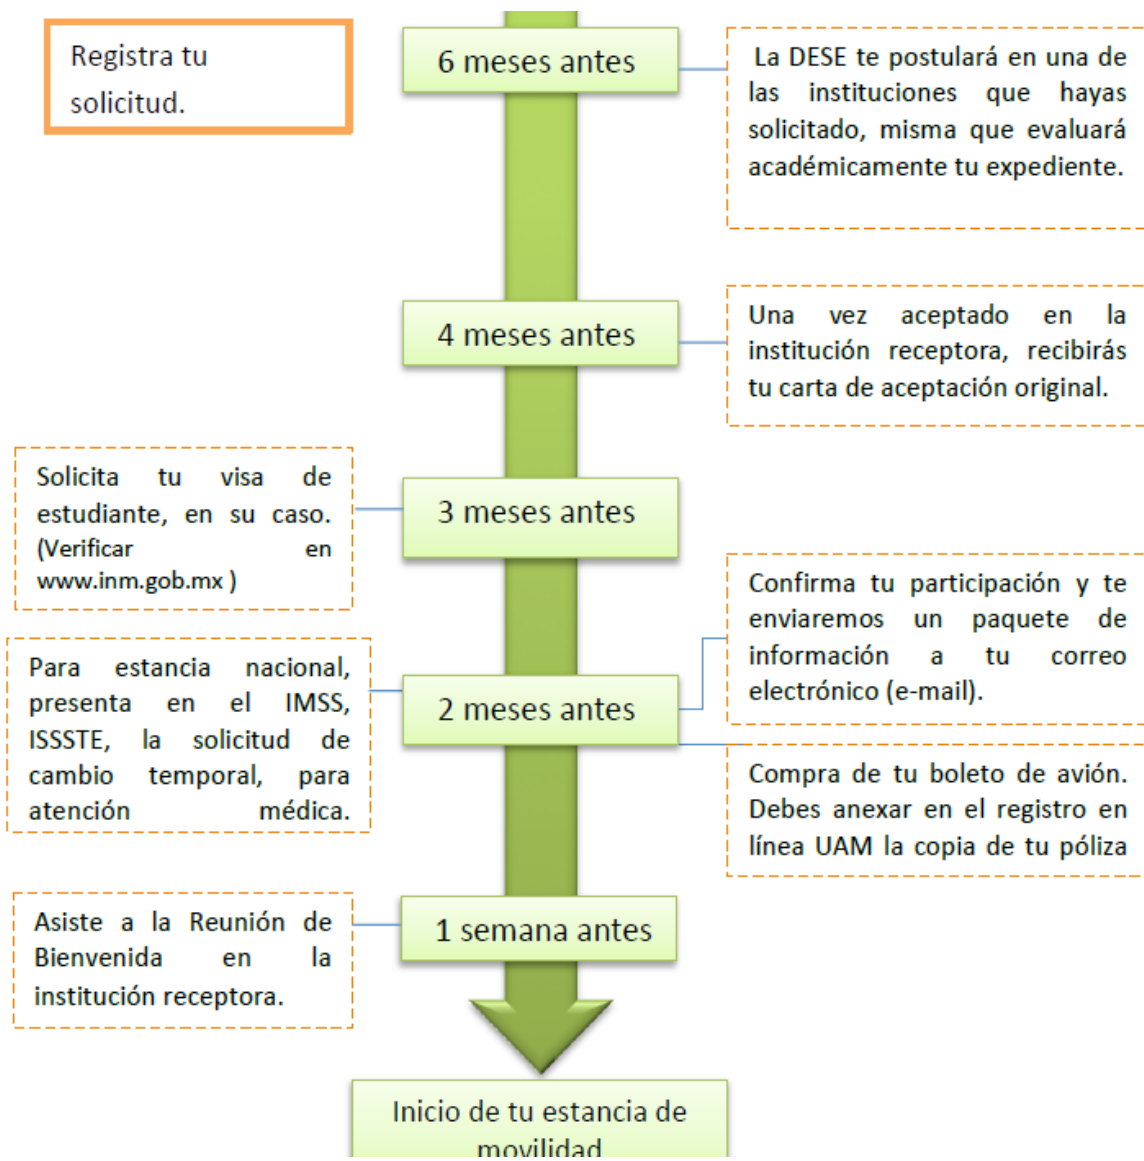 Registra tu
solicitud.
6 meses antes
La DESE te postulará en una de
las instituciones que hayas
solicitado, misma que evaluará
académicamente tu expediente.
4 meses antes
Una vez aceptado en la
institución receptora, recibirás
tu carta de aceptación original.
Solicita tu visa de
estudiante, en su caso.
(Verificar en
www.inm.gob.mx )
3 meses antes
Confirma tu participación y te
enviaremos un paquete de
información a tu correo
electrónico (e-mail).
Para estancia nacional,
presenta en el IMSS,
ISSSTE, la solicitud de
cambio temporal, para
atención médica.
2 meses antes
Compra de tu boleto de avión.
Debes anexar en el registro en
línea UAM la copia de tu póliza
Asiste a la Reunión de
Bienvenida en la
institución receptora.
1 semana antes
Inicio de tu estancia de
movilidad